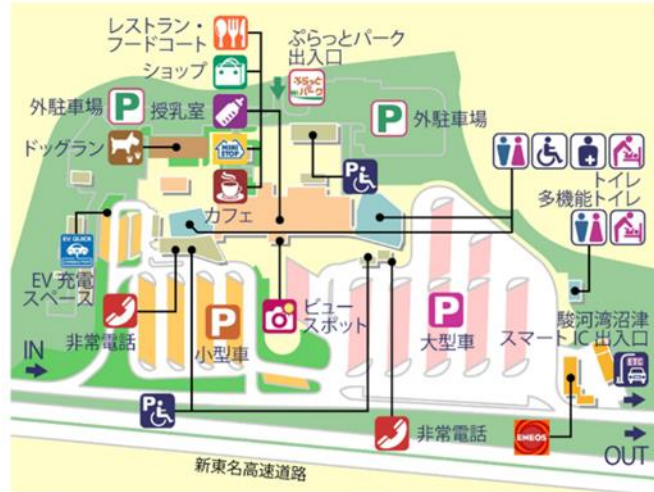 レストラン・
フードコート
ショップ
ぷらっとパーク
出入口
ぷらっと
パーク
外駐車場
P
授乳室
P
外駐車場
ドッグラン
MINI
STOP
P
カフェ
トイレ
多機能トイレ
EV QUICK
EV 充電
スペース
非常電話
P
小型車
ビュー
スポット
P
大型車
駿河湾沼津
スマートIC 出入口
ETC
IN
P
非常電話
ENEOS
OUT
新東名高速道路